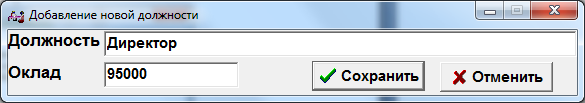 Добавление новой должности
Должность Директор
Оклад 95000 Сохранить Отменить